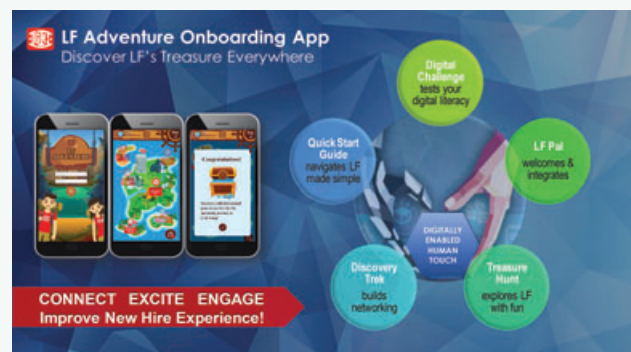 LF Adventure Onboarding App
Discover LF's Treasure Everywhere
Digital
Challenge
tests your
digital literacy
Quick Start
Guide
navigates LF
made simple
LF Pal
welcomes &
integrates
DIGITALLY
ENABLED
HUMAN
TOUCH
Discovery
Trek
builds
networking
Treasure
Hunt
explores LF
with fun
Congratulations!
CONNECT EXCITE ENGAGE
Improve New Hire Experience!